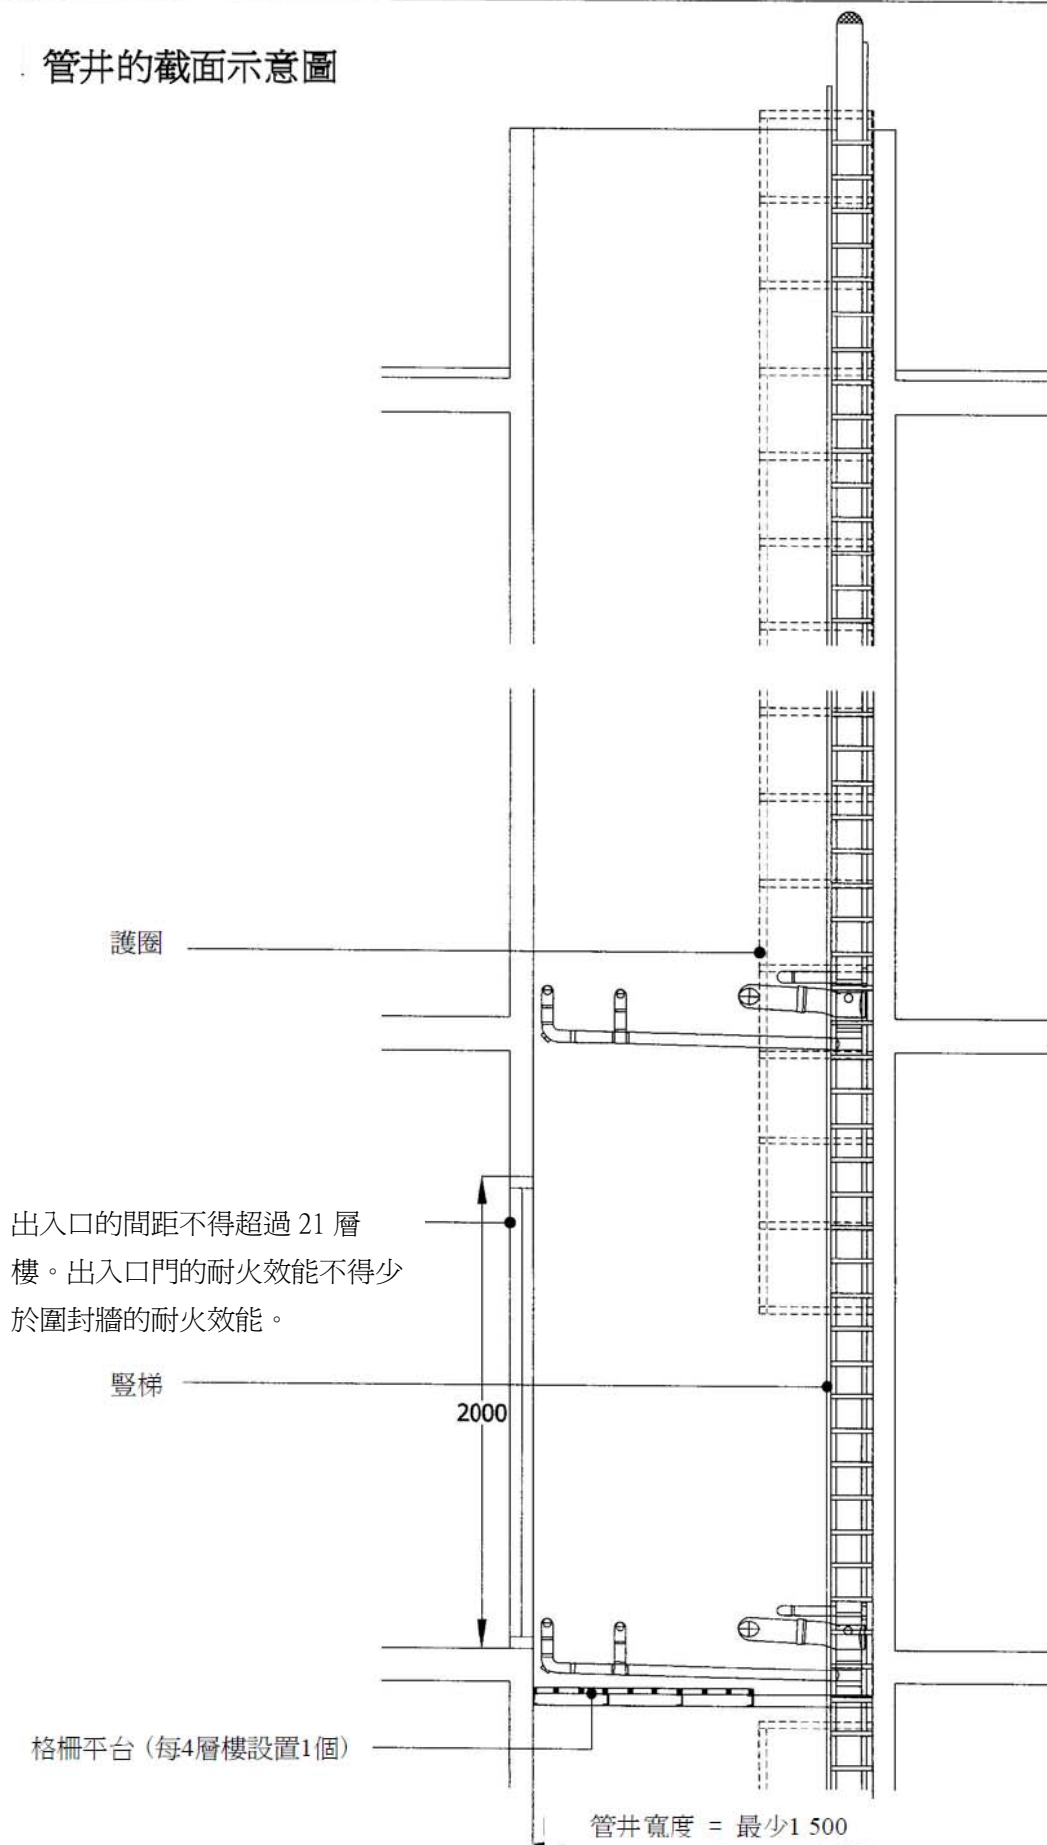 管井的截面示意圖
護圈
出入口的間距不得超過 21 層
樓。出入口門的耐火效能不得少
於圍封牆的耐火效能。
豎梯
2000
格柵平台（每4層樓設置1個）
管井寬度 = 最少1 500